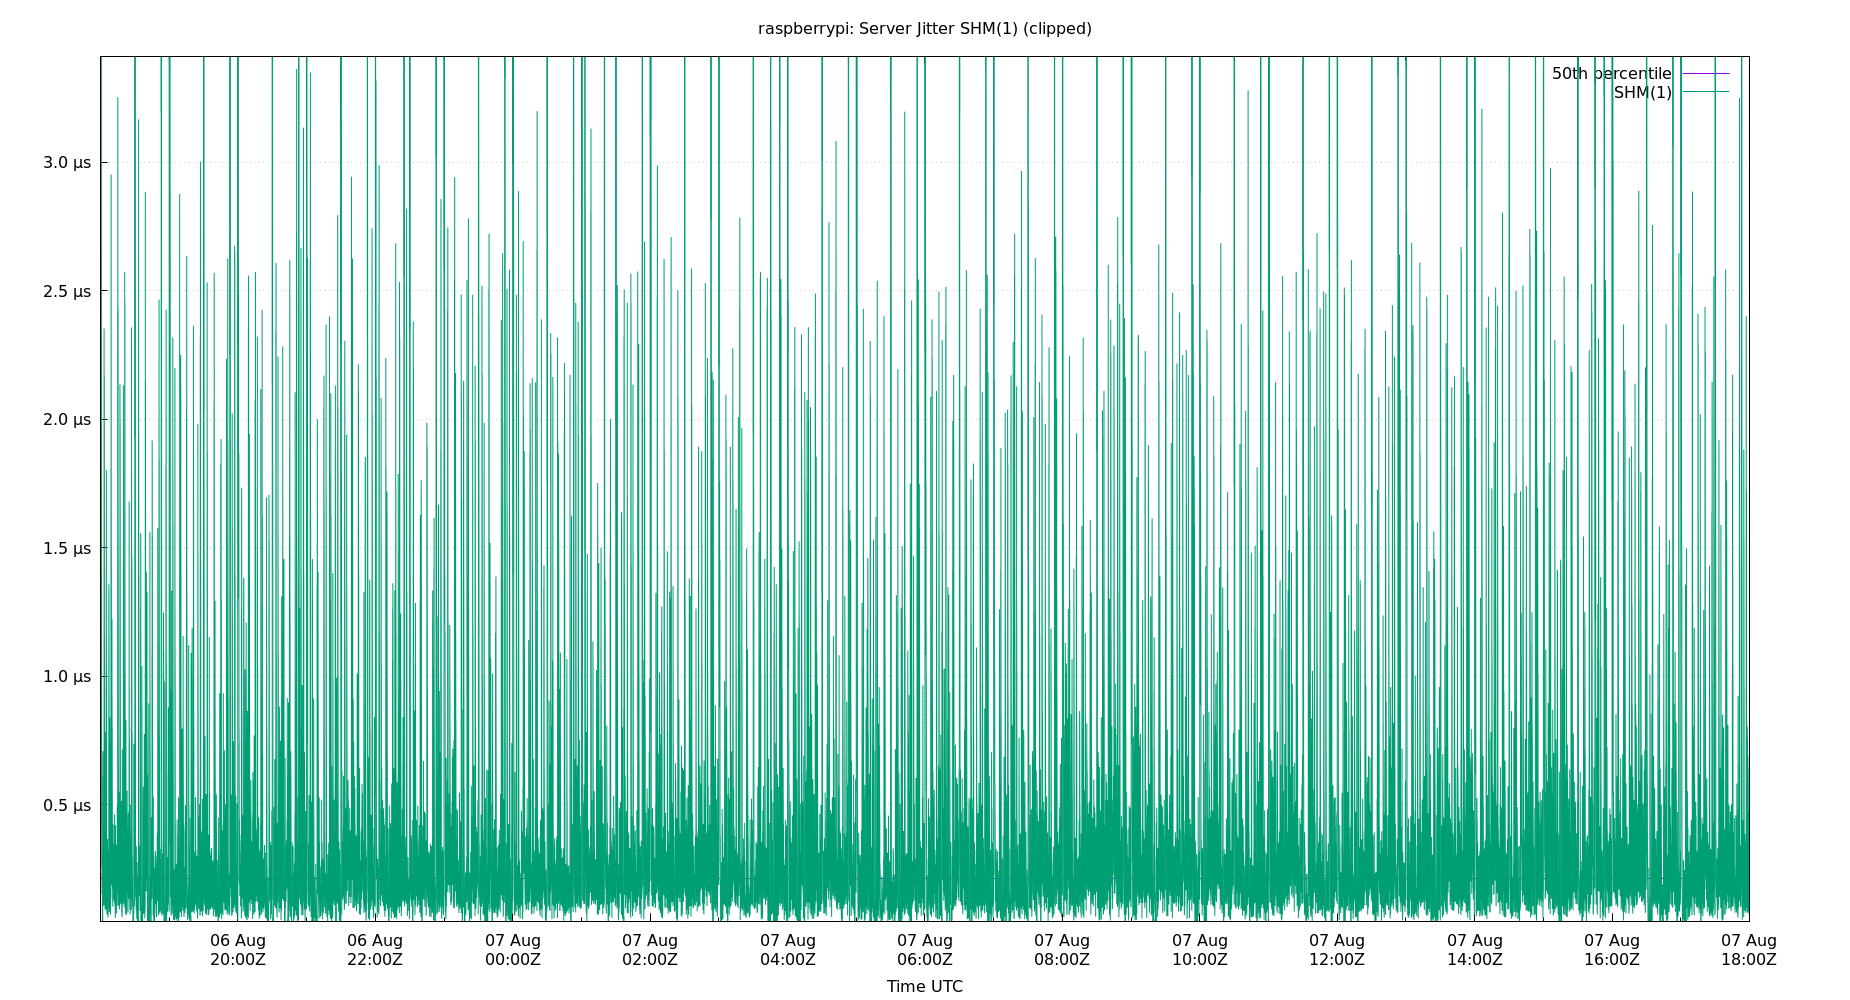 raspberrypi: Server Jitter SHM(1) (clipped)
50th percentile
SHM(1)
3.0 µs
2.5 µs
2.0 µs
1.5 µs
1.0 µs
0.5 µs
06 Aug 06 Aug 07 Aug 07 Aug 07 Aug 07 Aug 07 Aug 07 Aug 07 Aug 07 Aug 07 Aug 07 Aug
20:00Z 22:00Z 00:00Z 02:00Z 04:00Z 06:00Z 08:00Z 10:00Z 12:00Z 14:00Z 16:00Z 18:00Z
Time UTC